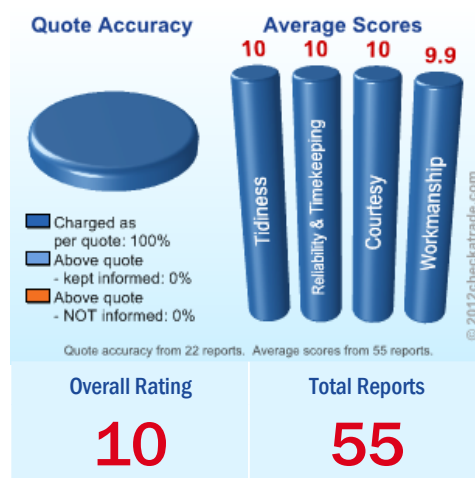 Quote Accuracy
Average Scores
10 10 10 9.9
Tidiness
Reliability & Timekeeping
Courtesy
Workmanship
Charged as
per quote: 100%
Above quote
- kept informed: 0%
Above quote
- NOT informed: 0%
© 2012checkatrade.com
Quote accuracy from 22 reports. Average scores from 55 reports.
Overall Rating
10
Total Reports
55